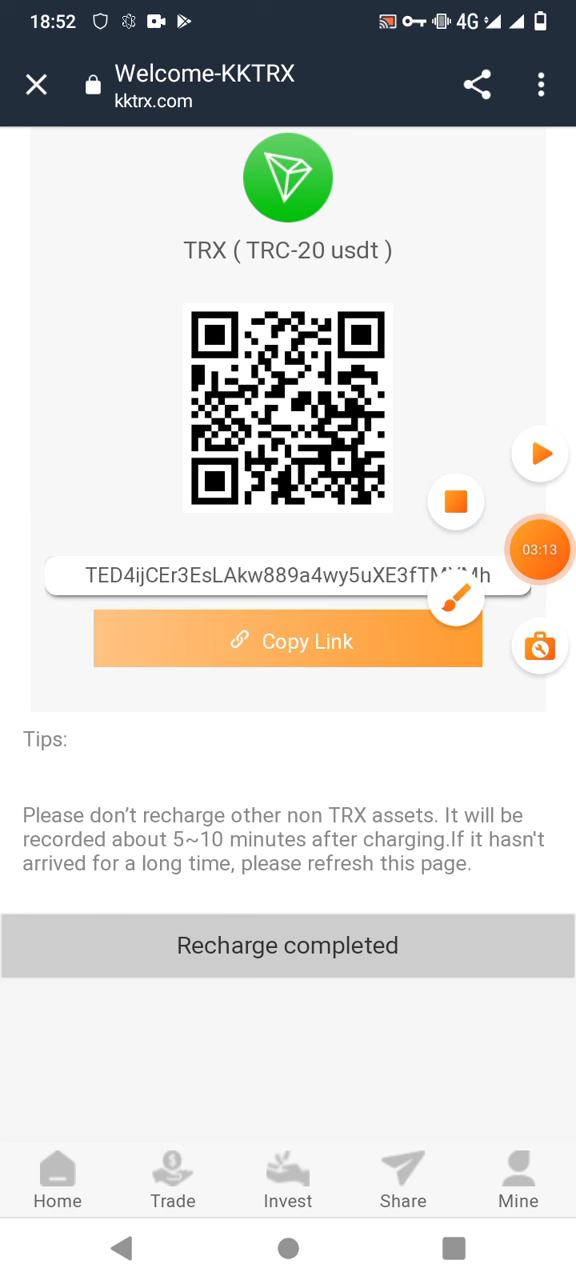 18:52
4G
Welcome-KKTRX
kktrx.com
TRX ( TRC-20 usdt )
03:13
Copy Link
Tips:
Please don’t recharge other non TRX assets. It will be
recorded about 5~10 minutes after charging.If it hasn't
arrived for a long time, please refresh this page.
Recharge completed
Home
Trade
Invest
Share
Mine